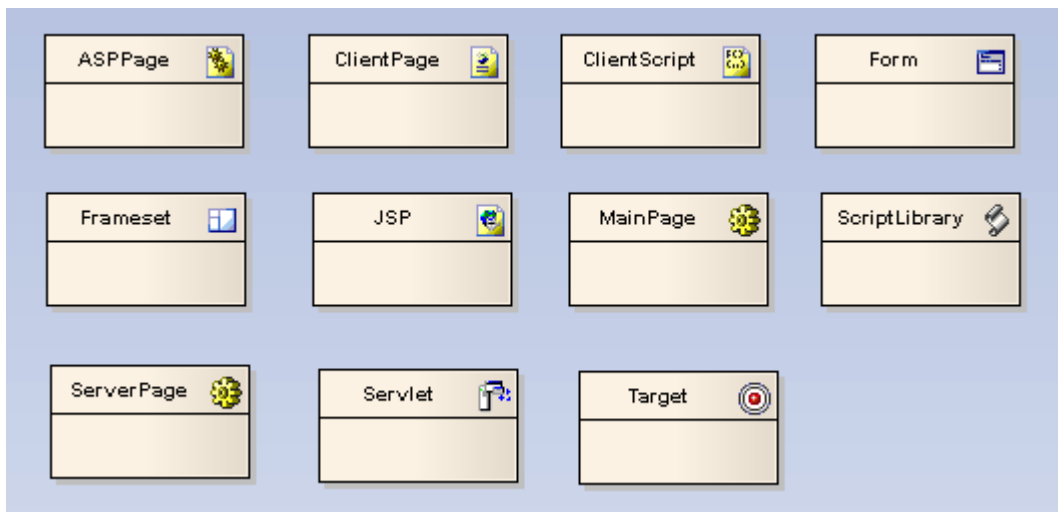 ASPPage
ClientPage
ClientScript
Form
Frameset
JSP
MainPage
ScriptLibrary
ServerPage
Servlet
Target